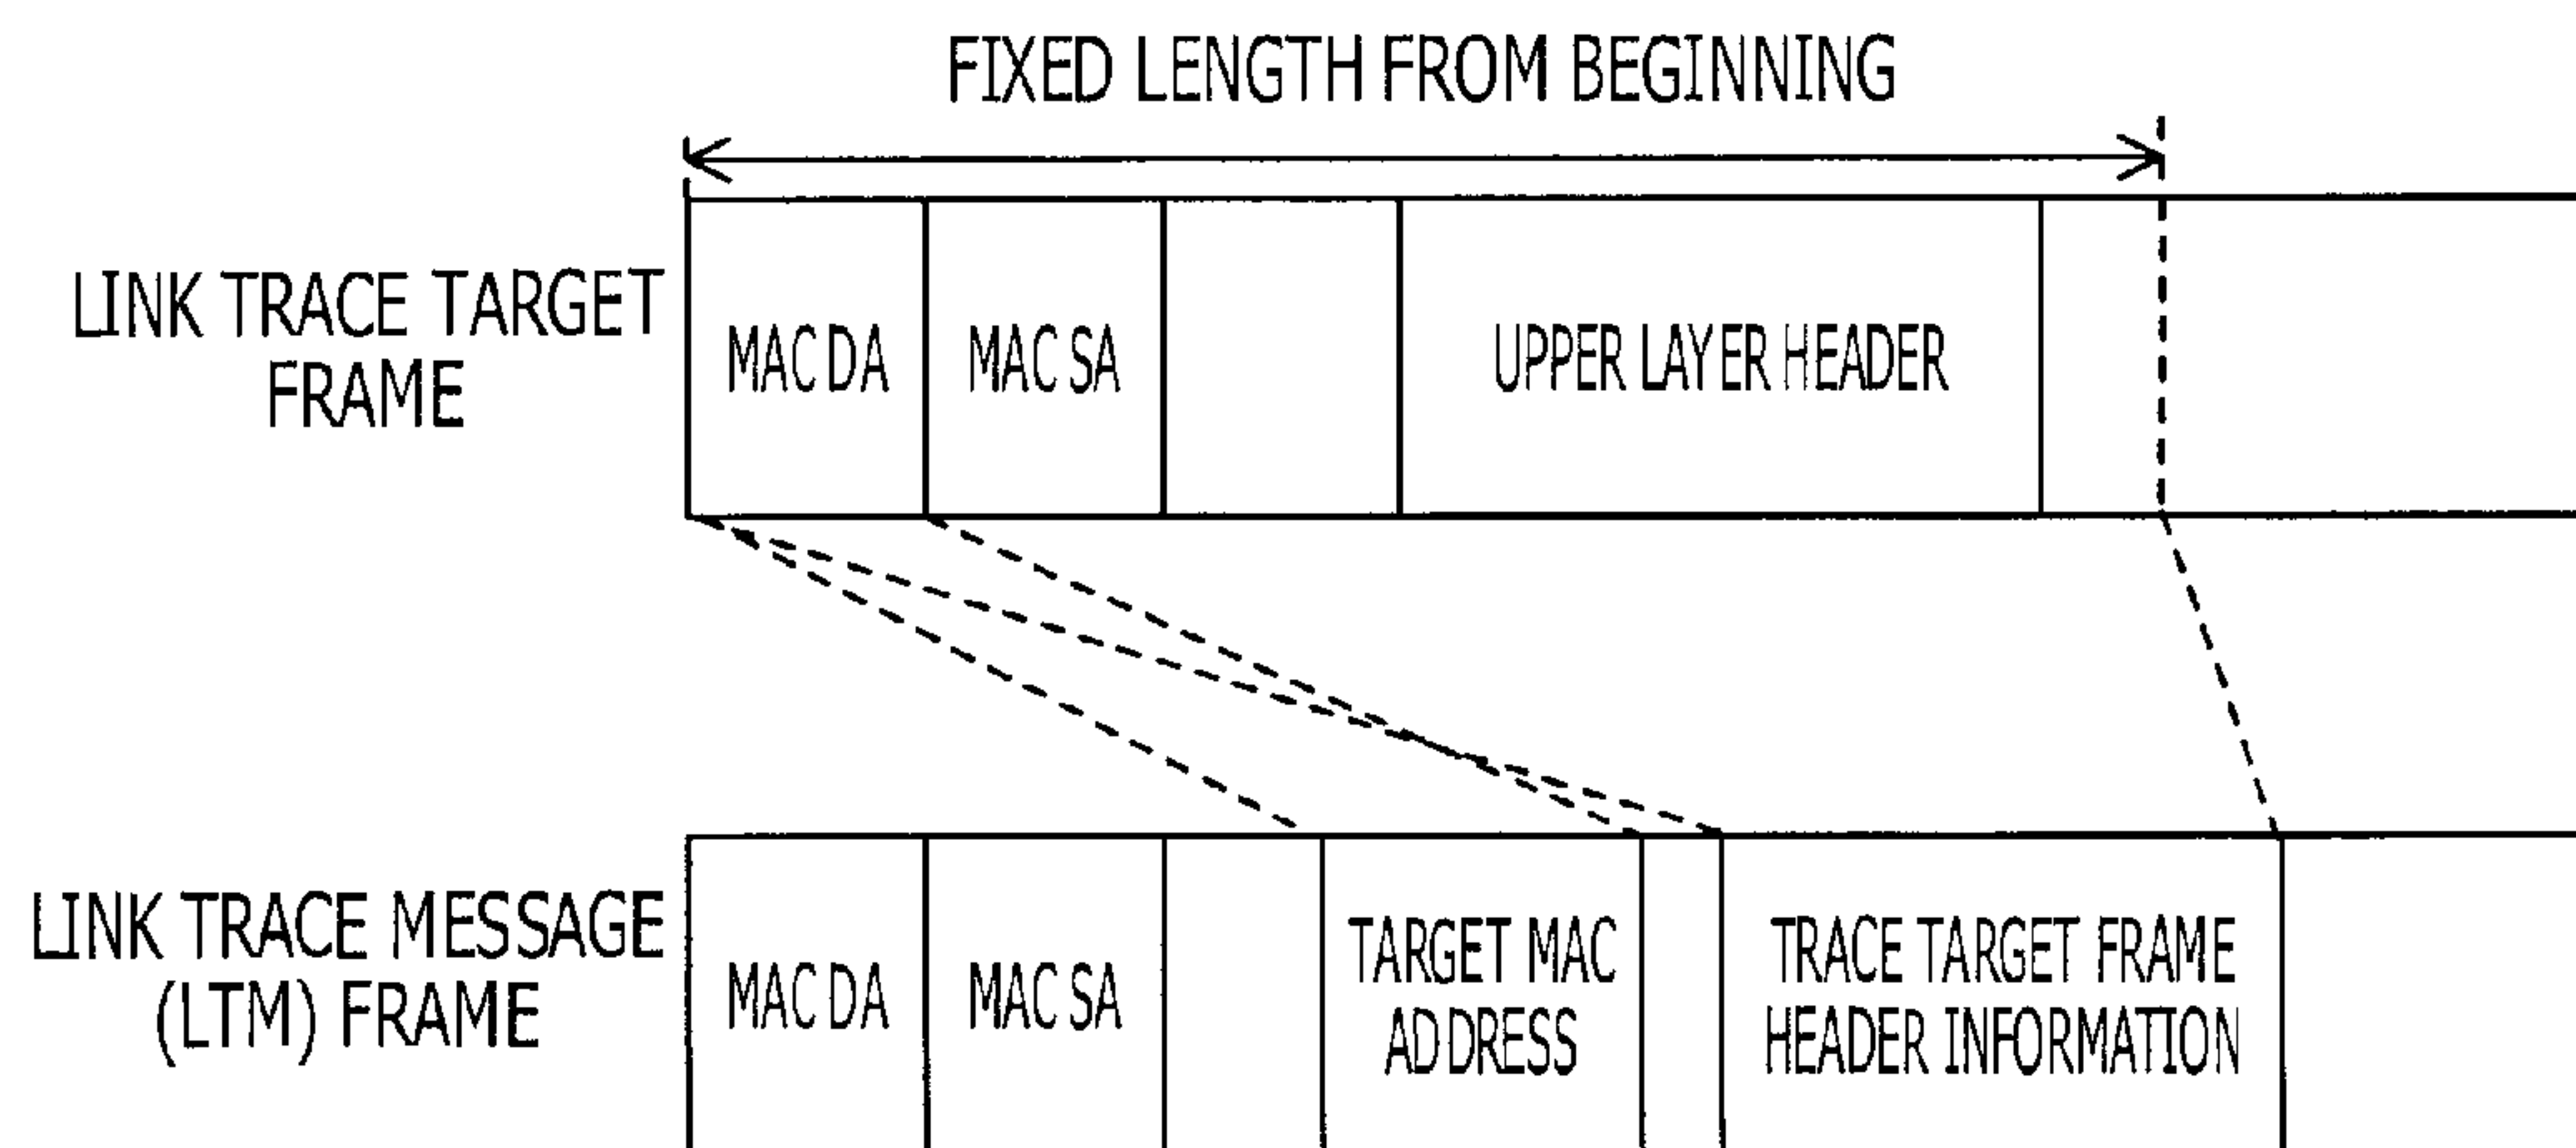 FIXED LENGTH FROM BEGINNING
LINK TRACE TARGET
FRAME
MAC DA
MAC SA
UPPER LAYER HEADER
LINK TRACE MESSAGE
(LTM) FRAME
MAC DA
MAC SA
TARGET MAC
ADDRESS
TRACE TARGET FRAME
HEADER INFORMATION